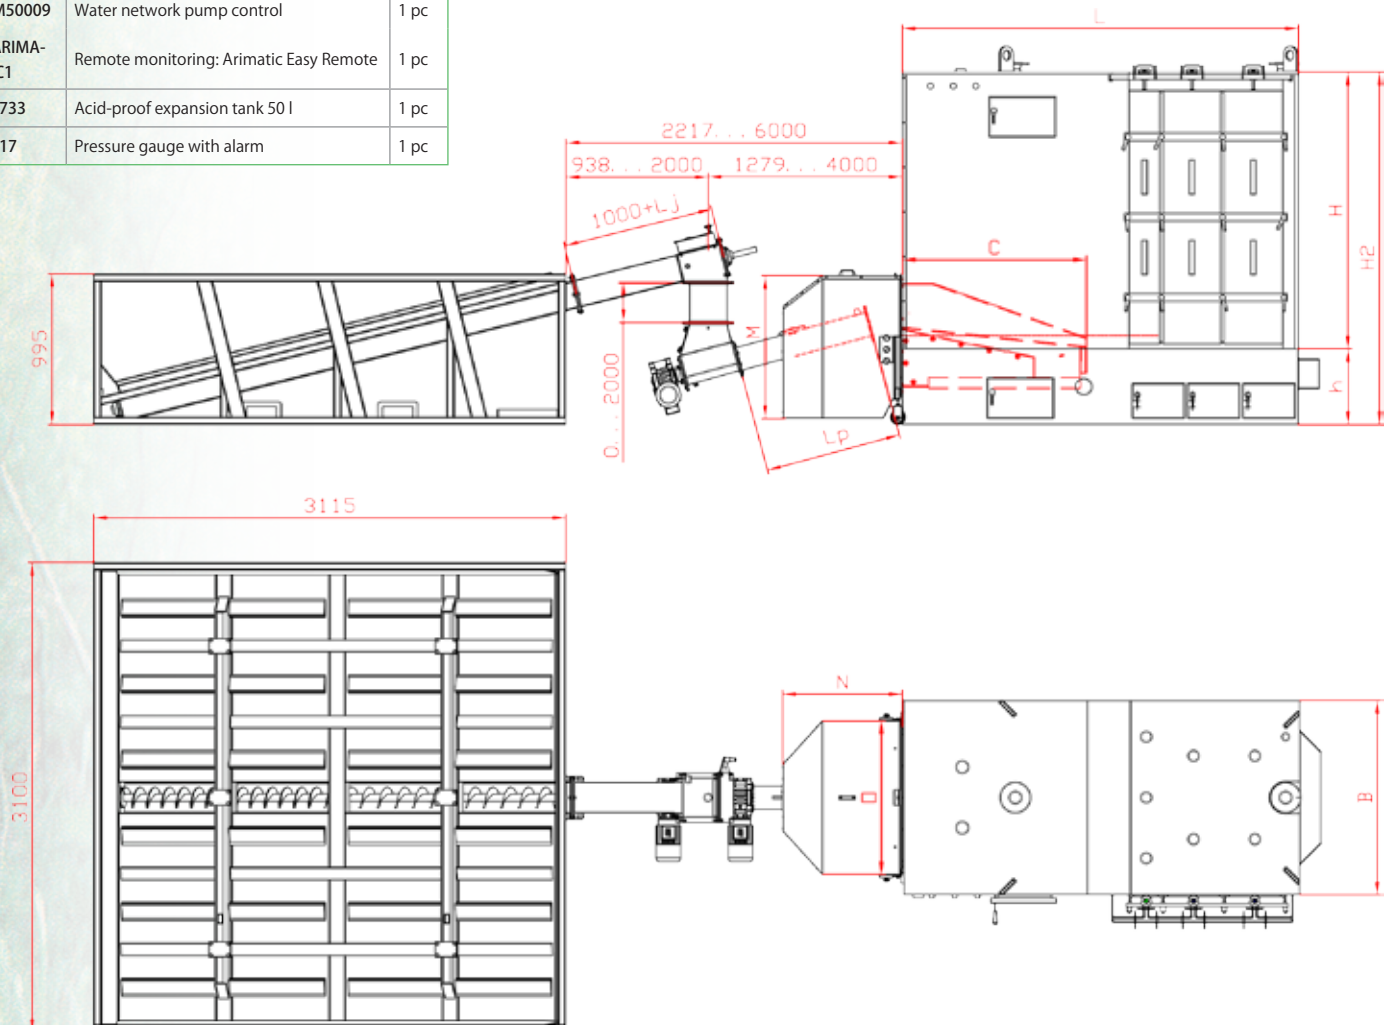 M50009 Water network pump control 1 pc
ARIMA-
C1 Remote monitoring: Arimatic Easy Remote 1 pc
733 Acid-proof expansion tank 50 l 1 pc
17 Pressure gauge with alarm 1 pc
L
2217... 6000
938... 2000
1279... 4000
1000+Lj
H
H2
C
995
M
0...2000
h
Lp
3115
3100
N
O
B